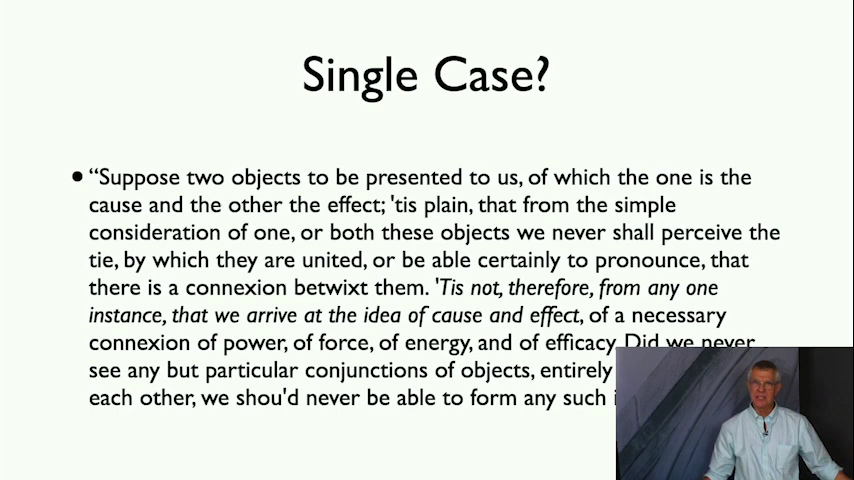 Single Case?
• “Suppose two objects to be presented to us, of which the one is the
cause and the other the effect; 'tis plain, that from the simple
consideration of one, or both these objects we never shall perceive the
tie, by which they are united, or be able certainly to pronounce, that
there is a connexion betwixt them. 'Tis not, therefore, from any one
instance, that we arrive at the idea of cause and effect, of a necessary
connexion of power, of force, of energy, and of efficacy Did we never
see any but particular conjunctions of objects, entirely
each other, we shou'd never be able to form any such